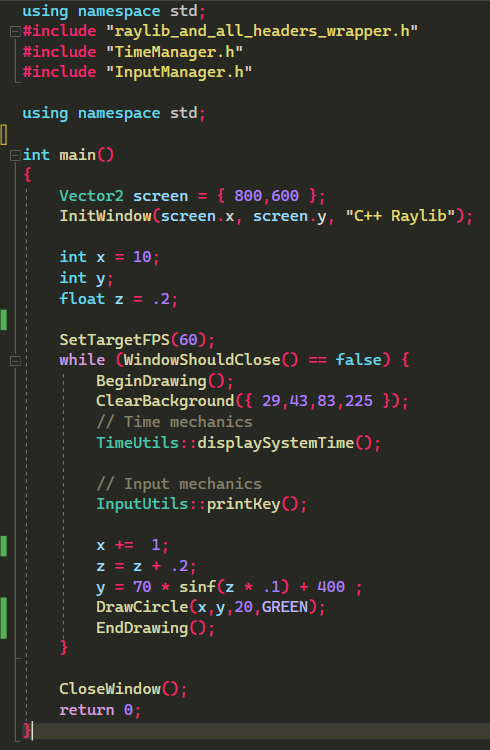 using namespace std;
#include "raylib_and_all_headers_wrapper.h"
#include "TimeManager.h"
#include "InputManager.h"

using namespace std;

int main()
{
    Vector2 screen = { 800,600 };
    InitWindow(screen.x, screen.y, "C++ Raylib");

    int x = 10;
    int y;
    float z = .2;

    SetTargetFPS(60);
    while (WindowShouldClose() == false) {
        BeginDrawing();
        ClearBackground({ 29,43,83,225 });
        // Time mechanics
        TimeUtils::displaySystemTime();

        // Input mechanics
        InputUtils::printKey();

        x +=  1;
        z = z + .2;
        y = 70 * sinf(z * .1) + 400 ;
        DrawCircle(x,y,20,GREEN);
        EndDrawing();
    }

    CloseWindow();
    return 0;
}